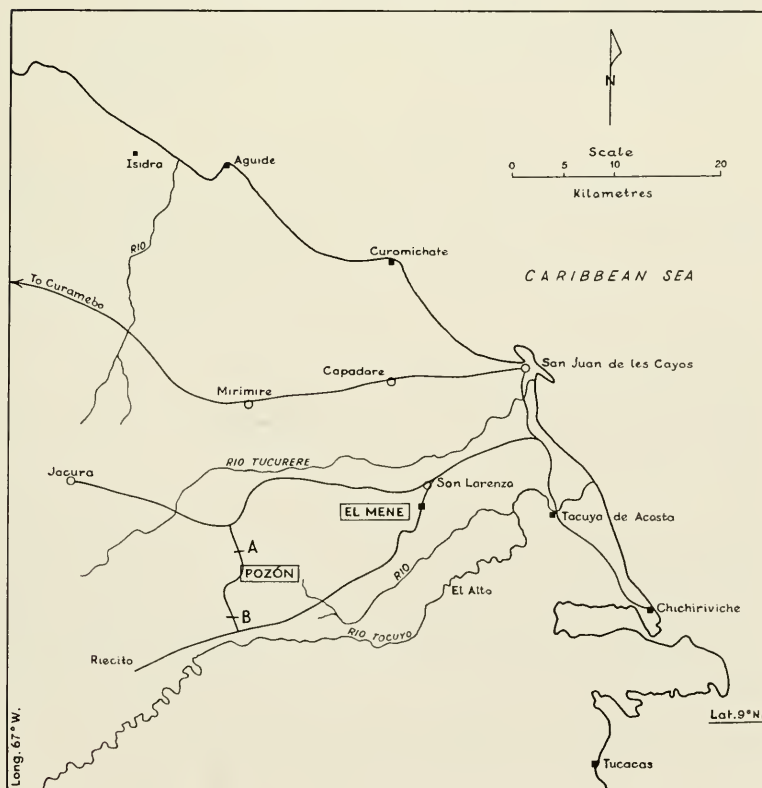 N
Scale
0 5 10 20
Kilometres
Isidra
Aguide
RIO
Curomichate
CARIBBEAN SEA
To Curamebo
San Juan de les Cayos
Capadare
Mirimire
RIO TUCURERE
Jacura
San Larenza
EL MENE
Tacuya de Acosta
A
POZÓN
RIO
El Alto
B
Chichiriviche
RIO TOCUYO
Riecito
Long. 67° W.
Lat. 9° N.
Tucacas